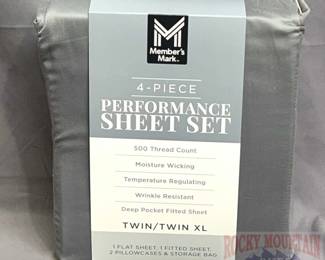 M
Member's
Mark™
4-PIECE
PERFORMANCE
SHEET SET
500 Thread Count
Moisture Wicking
Temperature Regulating
Wrinkle Resistant
Deep Pocket Fitted Sheet
TWIN/TWIN XL
1 FLAT SHEET, 1 FITTED SHEET,
2 PILLOWCASES & STORAGE BAG
ROCKY MOUNTAIN